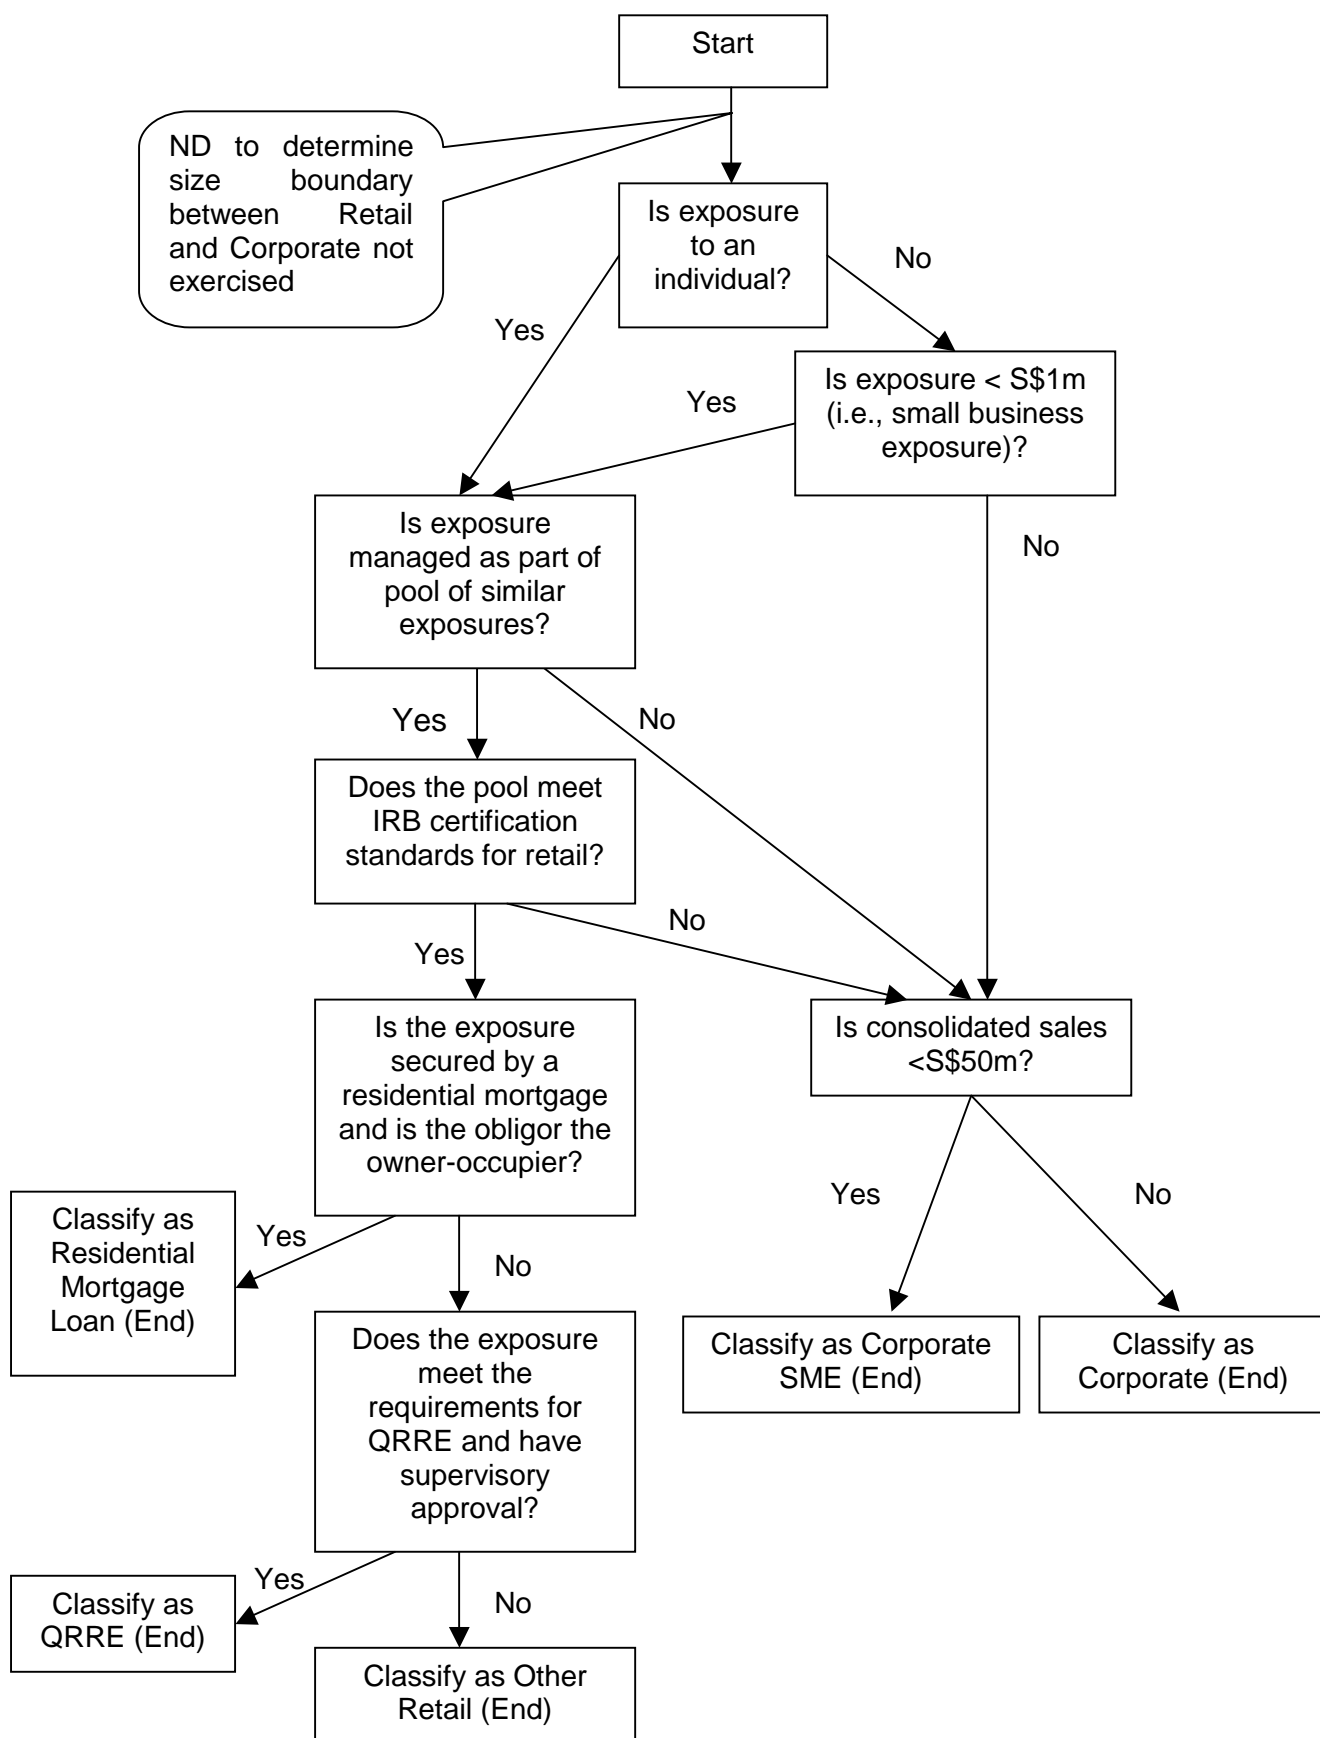 Start
ND to determine
size boundary
between Retail
and Corporate not
exercised
Is exposure
to an
individual?
No
Yes
Is exposure < S$1m
(i.e., small business
exposure)?
Yes
No
Is exposure
managed as part of
pool of similar
exposures?
Yes
No
Does the pool meet
IRB certification
standards for retail?
No
Yes
Is the exposure
secured by a
residential mortgage
and is the obligor the
owner-occupier?
Is consolidated sales
<S$50m?
Yes
No
Classify as
Residential
Mortgage
Loan (End)
Yes
No
Does the exposure
meet the
requirements for
QRRE and have
supervisory
approval?
Classify as Corporate
SME (End)
Classify as
Corporate (End)
Yes
No
Classify as
QRRE (End)
Classify as Other
Retail (End)